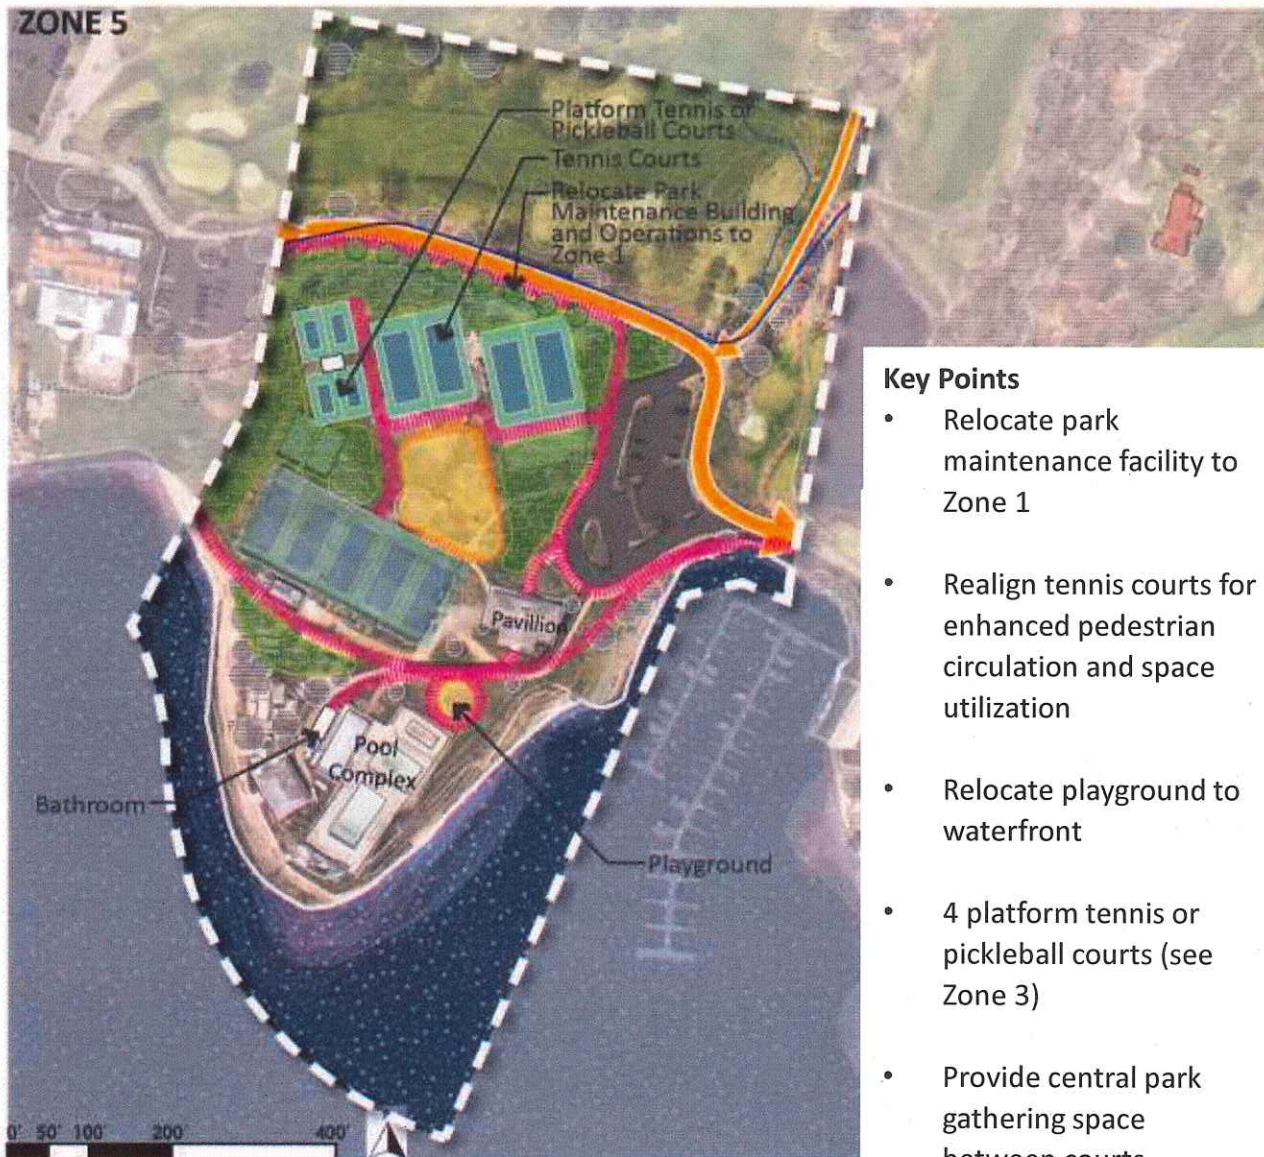 ZONE 5
Platform Tennis or
Pickleball Courts
Tennis Courts
Relocate Park
Maintenance Building
and Operations to
Zone 1
Pavillion
Pool
Complex
Bathroom
Playground
0' 50' 100' 200' 400'
Key Points
• Relocate park
maintenance facility to
Zone 1
• Realign tennis courts for
enhanced pedestrian
circulation and space
utilization
• Relocate playground to
waterfront
• 4 platform tennis or
pickleball courts (see
Zone 3)
• Provide central park
gathering space
between courts